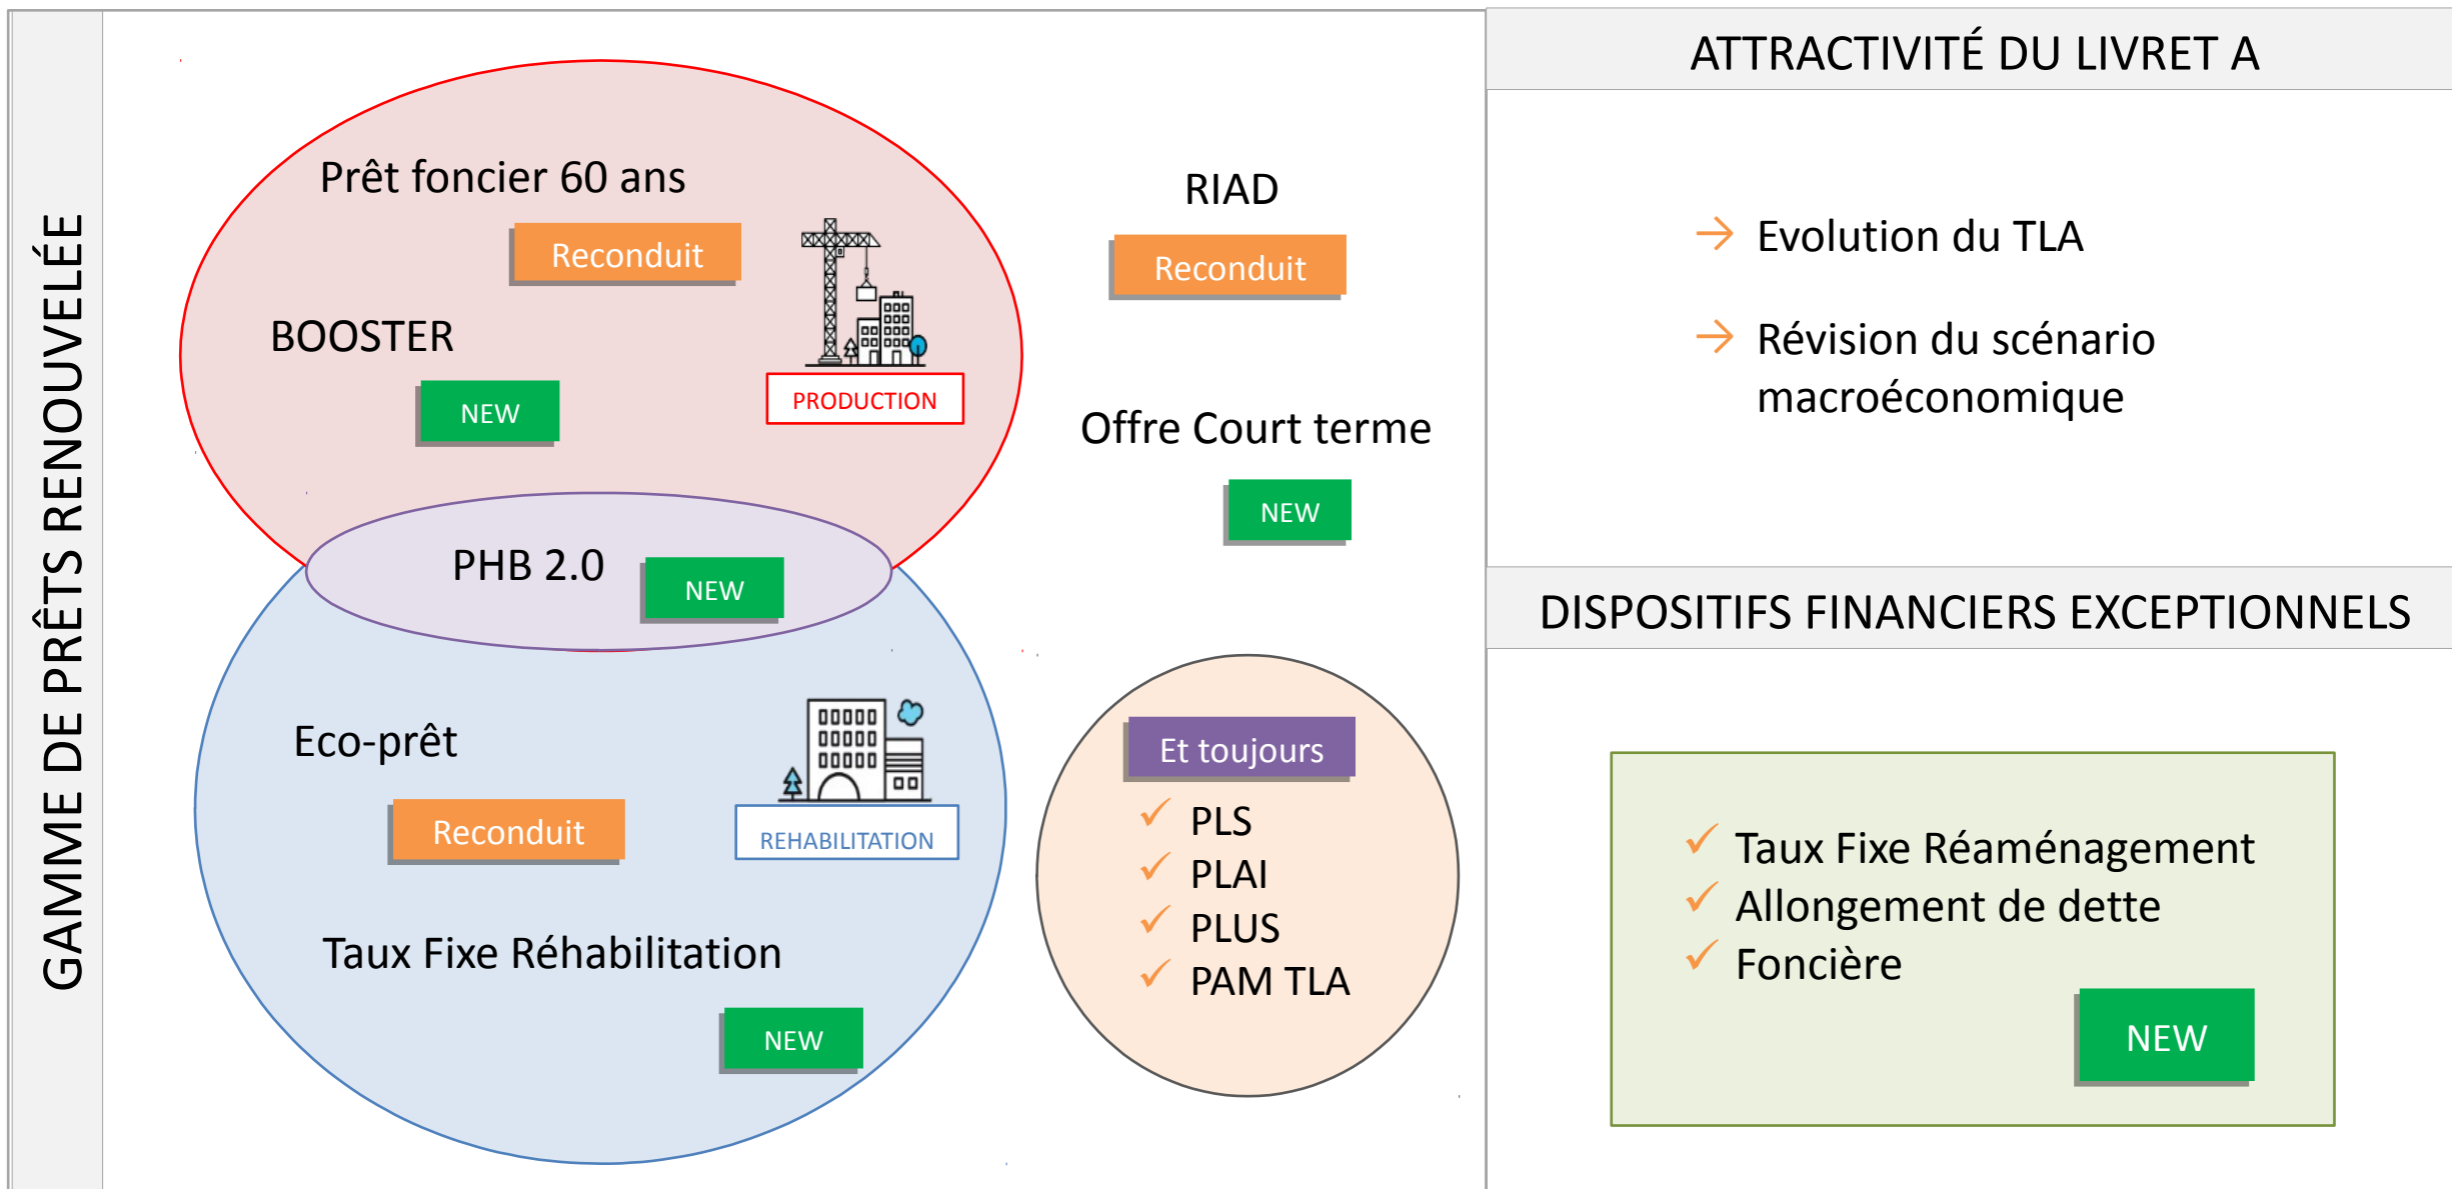 GAMME DE PRÊTS RENOUVELÉE
Prêt foncier 60 ans
Reconduit
BOOSTER
NEW
PRODUCTION
PHB 2.0
NEW
Eco-prêt
Reconduit
REHABILITATION
Taux Fixe Réhabilitation
NEW
RIAD
Reconduit
Offre Court terme
NEW
Et toujours
✓ PLS
✓ PLAI
✓ PLUS
✓ PAM TLA
ATTRACTIVITÉ DU LIVRET A
→ Evolution du TLA
→ Révision du scénario
macroéconomique
DISPOSITIFS FINANCIERS EXCEPTIONNELS
✓ Taux Fixe Réaménagement
✓ Allongement de dette
✓ Foncière
NEW